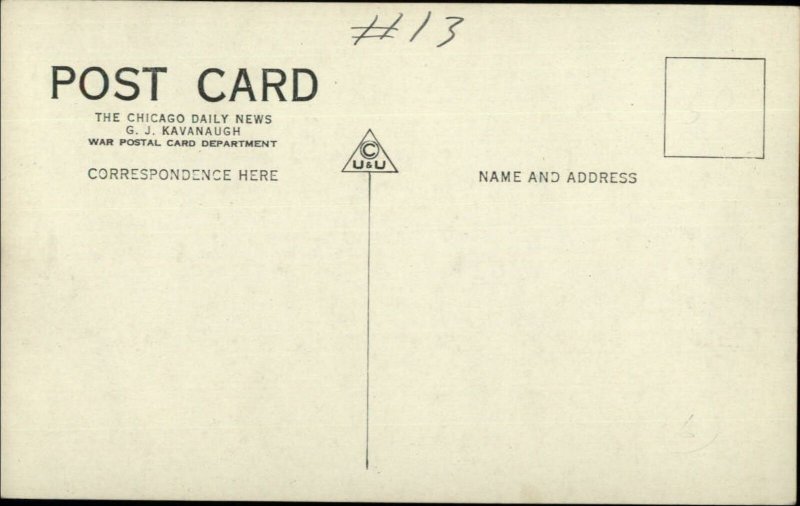 #13
POST CARD
THE CHICAGO DAILY NEWS
G. J. KAVANAUGH
WAR POSTAL CARD DEPARTMENT
CORRESPONDENCE HERE
©
U&U
NAME AND ADDRESS